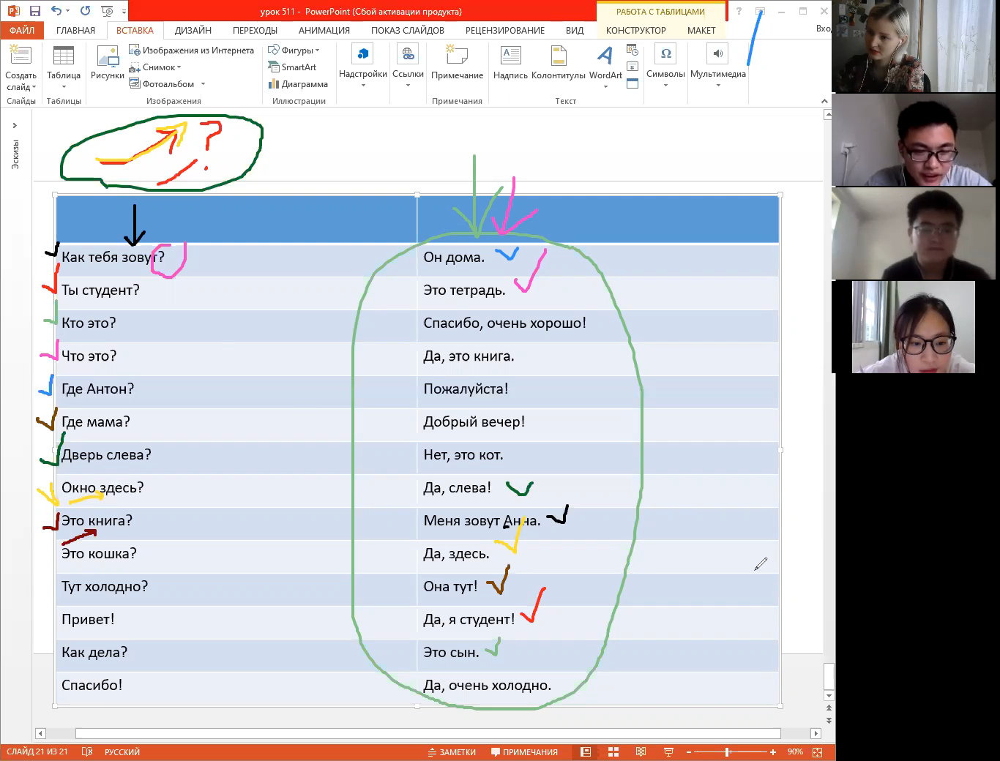 урок 511 - PowerPoint (Сбой активации продукта)
РАБОТА С ТАБЛИЦАМИ
?
ФАЙЛ ГЛАВНАЯ ВСТАВКА ДИЗАЙН ПЕРЕХОДЫ АНИМАЦИЯ ПОКАЗ СЛАЙДОВ РЕЦЕНЗИРОВАНИЕ ВИД КОНСТРУКТОР МАКЕТ Вход
Создать слайд
Таблица
Рисунки
Изображения из Интернета
Снимок
Фотоальбом
Фигуры
SmartArt
Диаграмма
Надстройки
Ссылки
Примечание
Надпись
Колонтитулы
WordArt
Символы
Мультимедиа
Слайды Таблицы Изображения Иллюстрации Примечания Текст
Эскизы
?
Как тебя зовут? Он дома.
Ты студент? Это тетрадь.
Кто это? Спасибо, очень хорошо!
Что это? Да, это книга.
Где Антон? Пожалуйста!
Где мама? Добрый вечер!
Дверь слева? Нет, это кот.
Окно здесь? Да, слева!
Это книга? Меня зовут Анна.
Это кошка? Да, здесь.
Тут холодно? Она тут!
Привет! Да, я студент!
Как дела? Это сын.
Спасибо! Да, очень холодно.
СЛАЙД 21 ИЗ 21 РУССКИЙ ЗАМЕТКИ ПРИМЕЧАНИЯ 90%